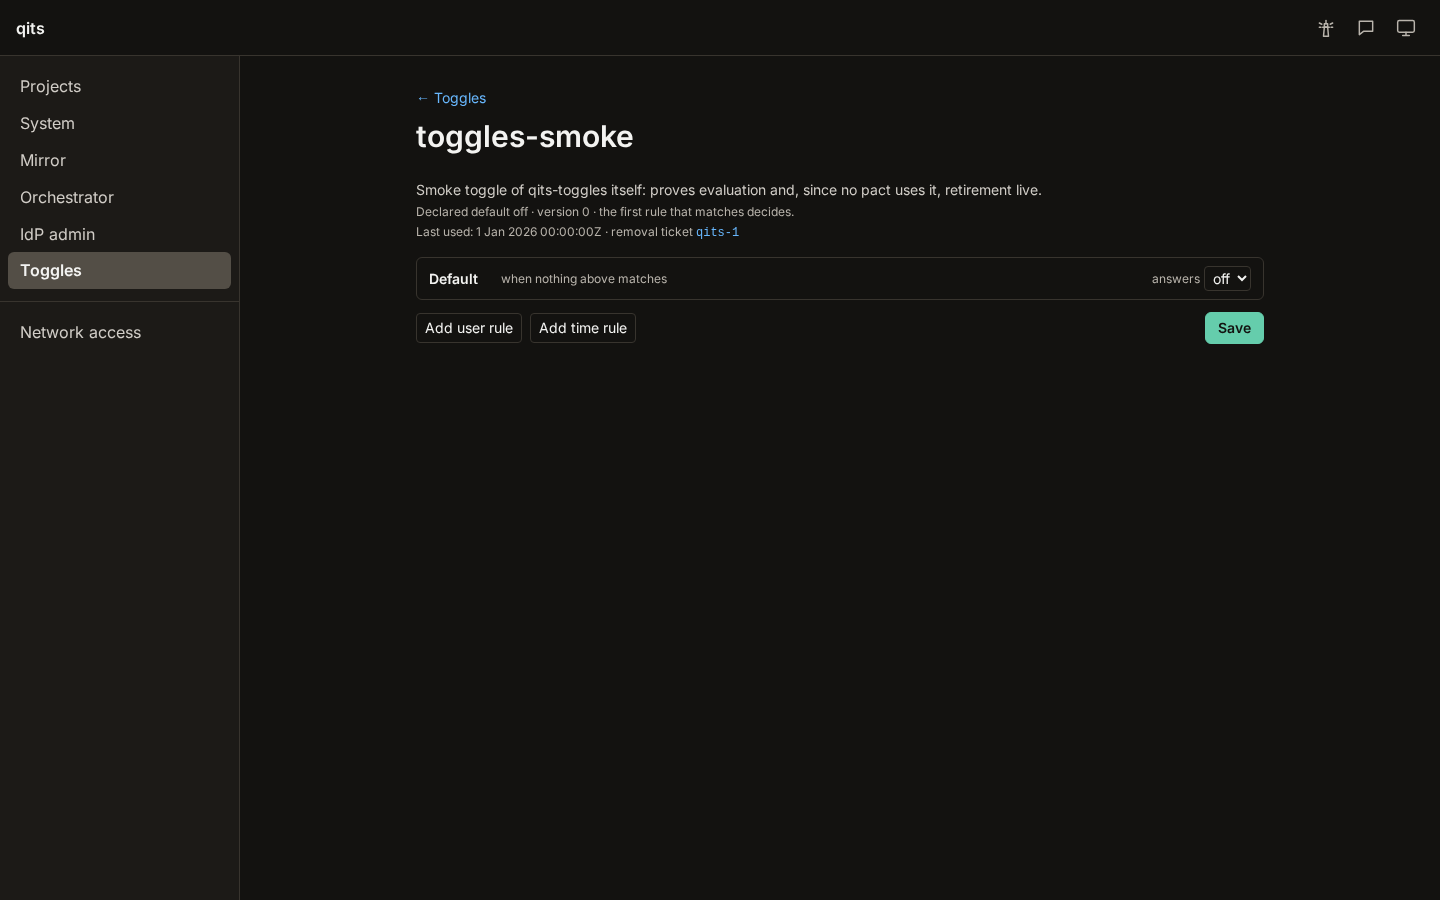 qits
Projects
System
Mirror
Orchestrator
IdP admin
Toggles
Network access
← Toggles
toggles-smoke
Smoke toggle of qits-toggles itself: proves evaluation and, since no pact uses it, retirement live.
Declared default off · version 0 · the first rule that matches decides.
Last used: 1 Jan 2026 00:00:00Z · removal ticket qits-1
Default when nothing above matches answers off
Add user rule Add time rule Save